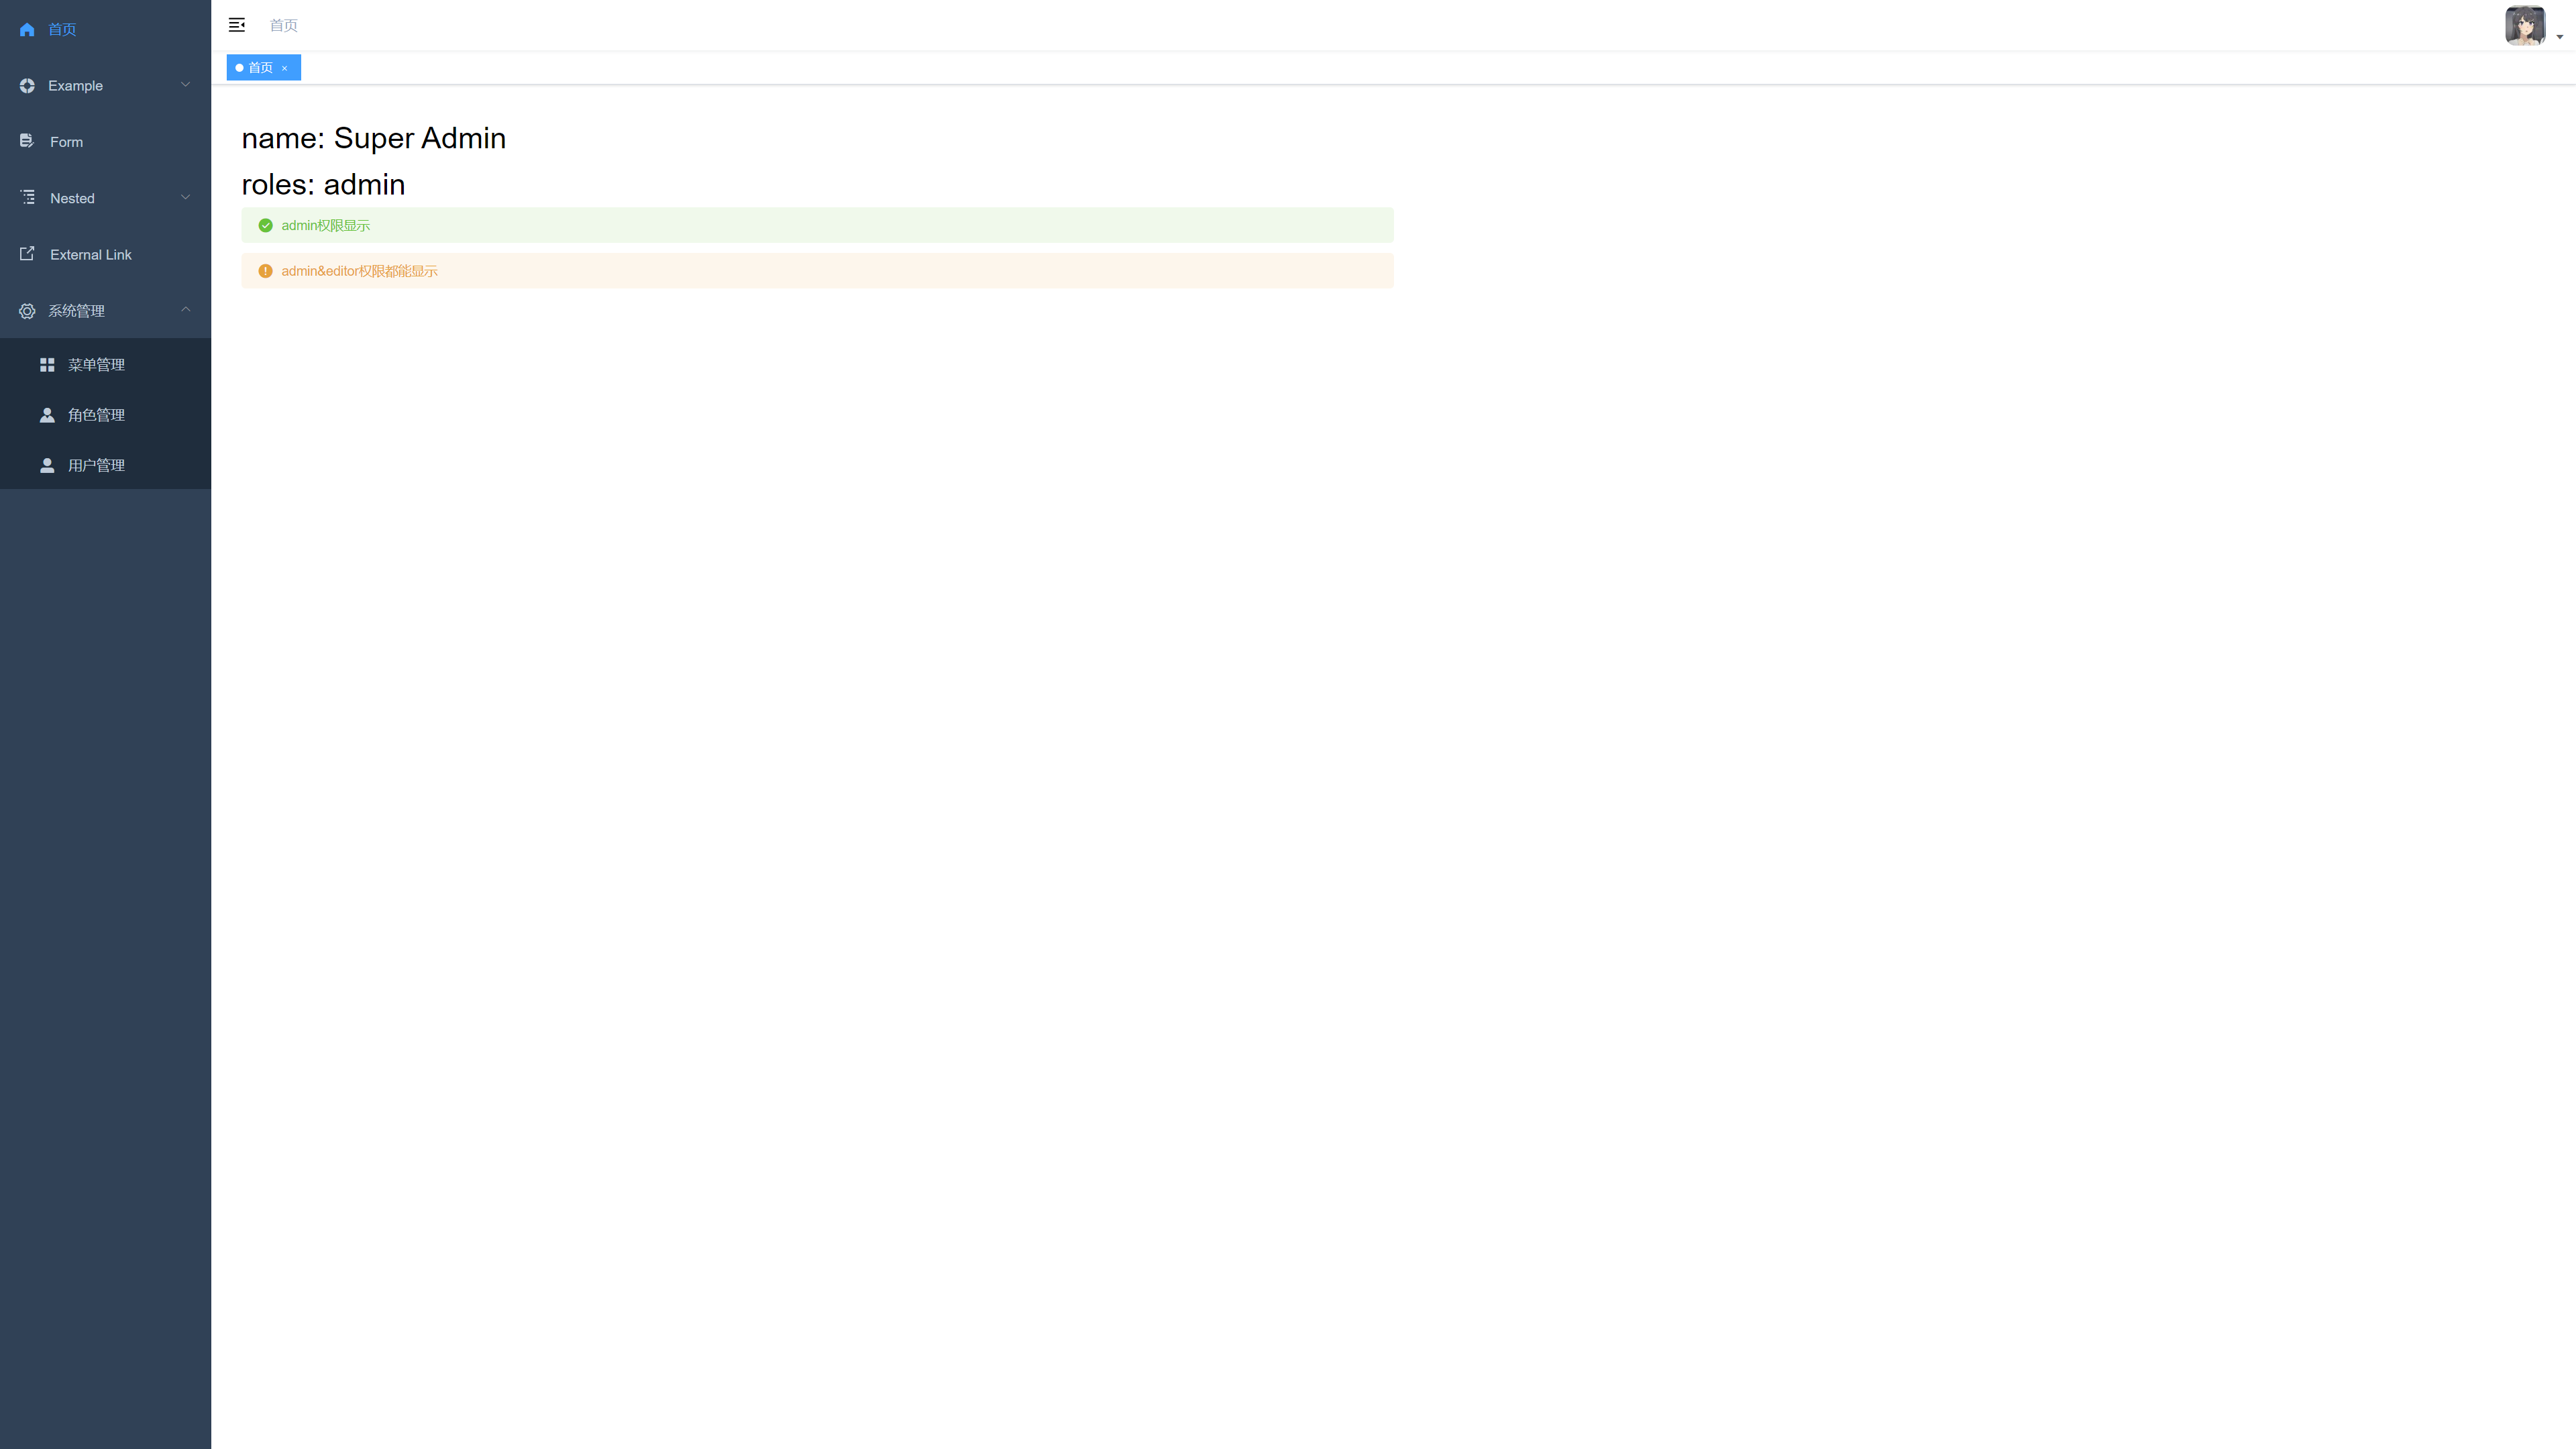 首页
Example
Form
Nested
External Link
系统管理
菜单管理
角色管理
用户管理
首页
首页 ×
name: Super Admin
roles: admin
admin权限显示
admin&editor权限都能显示